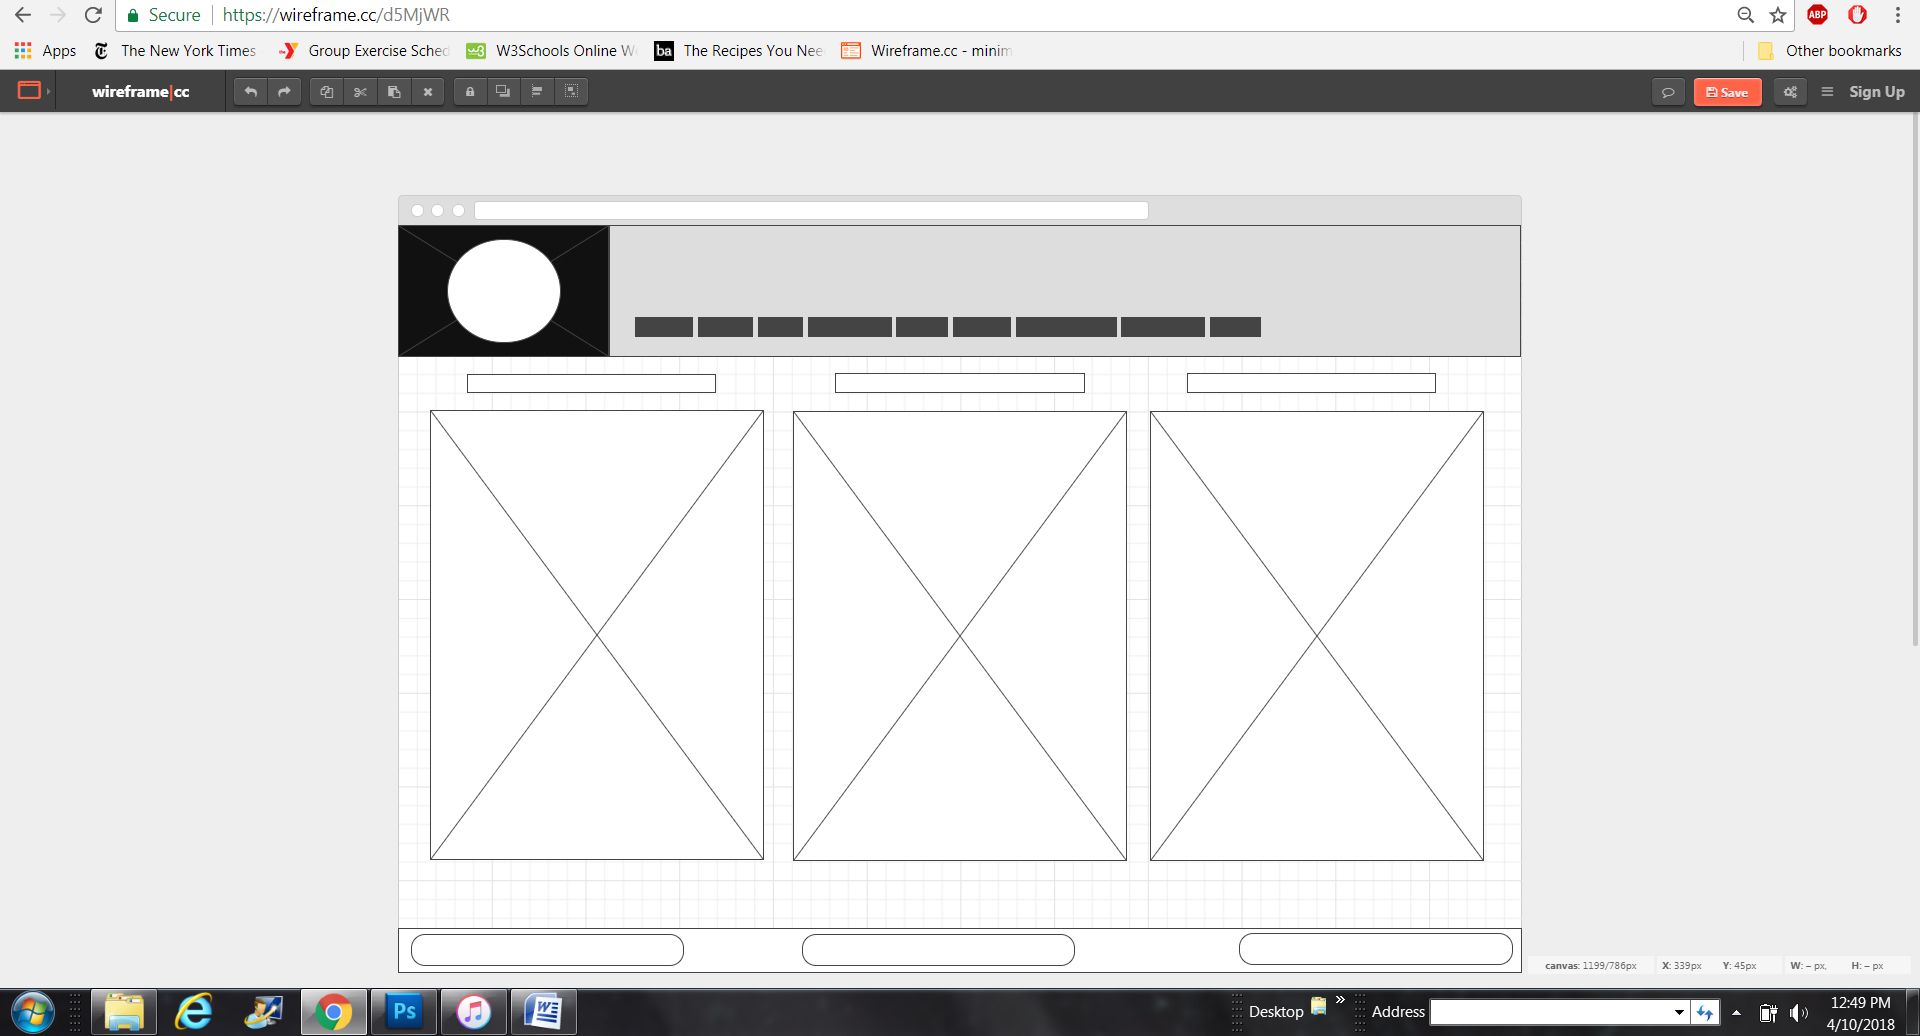 Secure https://wireframe.cc/d5MjWR
ABP
Apps The New York Times Group Exercise Sched W3Schools Online W ba The Recipes You Nee Wireframe.cc - minim Other bookmarks
wireframe|cc Save Sign Up
canvas: 1199/786px X: 339px Y: 45px W: – px, H: – px
Ps W Desktop » Address 12:49 PM
4/10/2018